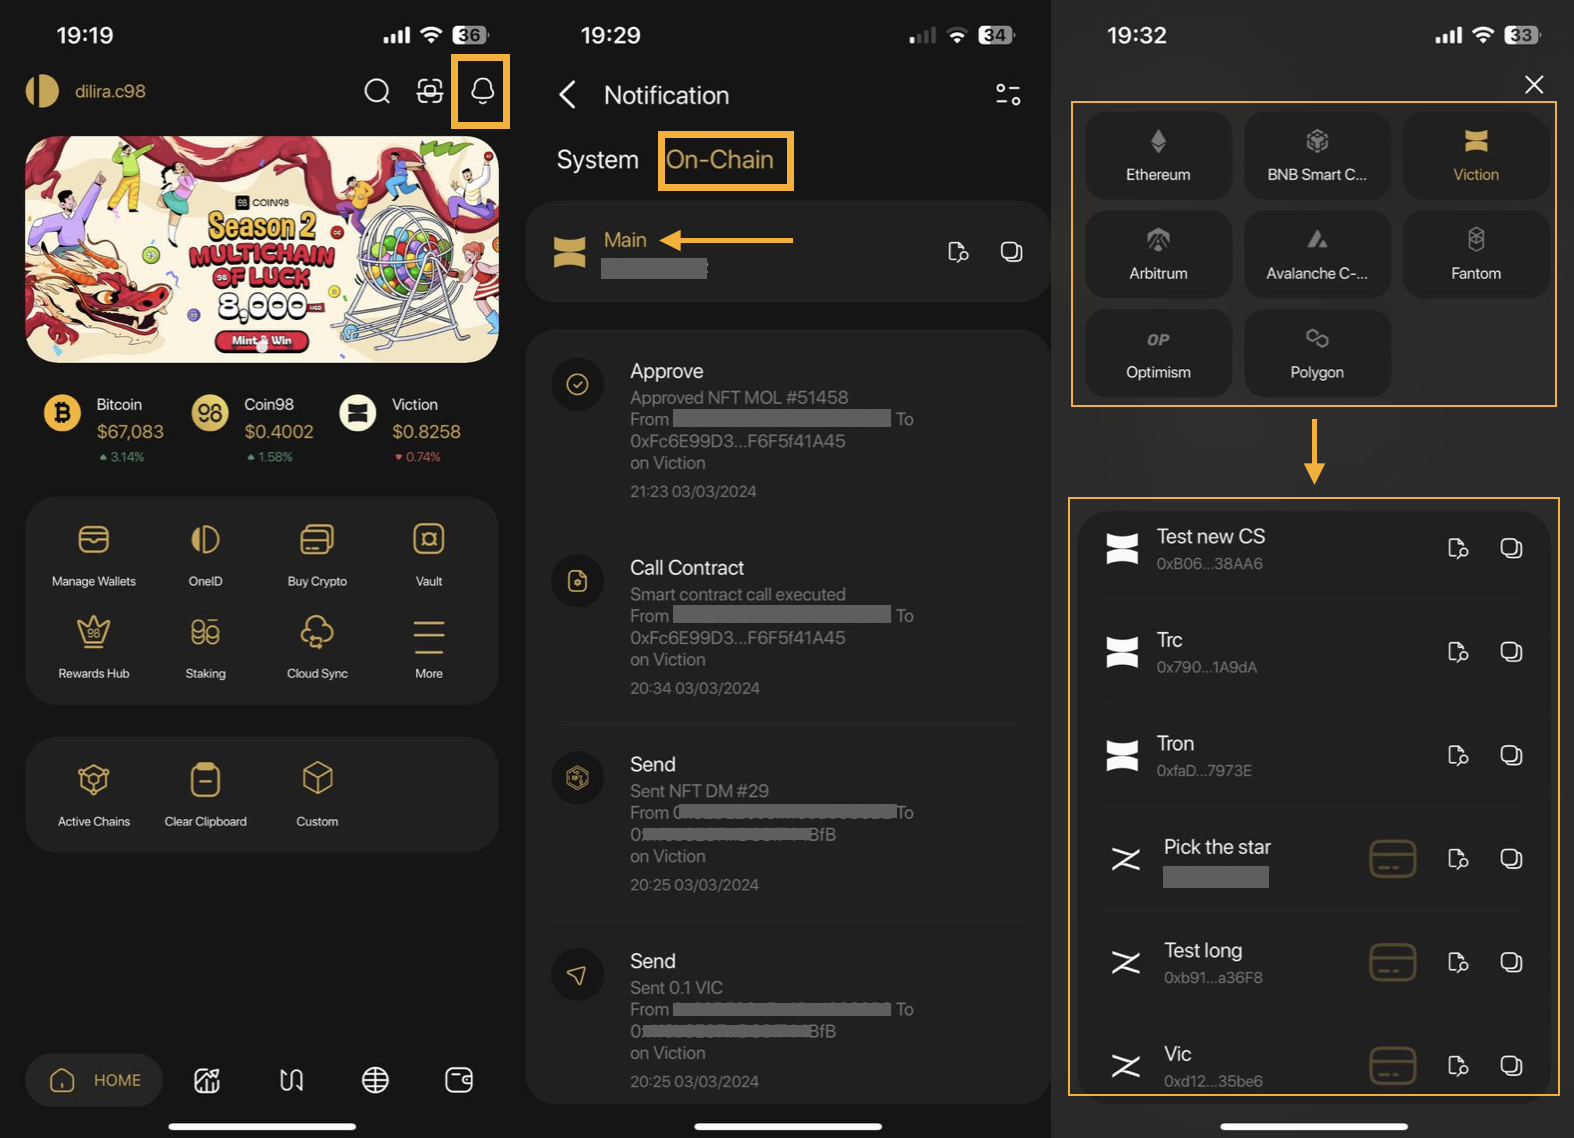 19:19
36
dilira.c98
98 COIN98
Season 2
MULTICHAIN
OF LUCK
8,000
Mint & Win
Bitcoin
$67,083
3.14%
Coin98
$0.4002
1.58%
Viction
$0.8258
0.74%
Manage Wallets
OneID
Buy Crypto
Vault
Rewards Hub
Staking
Cloud Sync
More
Active Chains
Clear Clipboard
Custom
HOME
19:29
34
Notification
System
On-Chain
Main
Approve
Approved NFT MOL #51458
From To
0xFc6E99D3...F6F5f41A45
on Viction
21:23 03/03/2024
Call Contract
Smart contract call executed
From To
0xFc6E99D3...F6F5f41A45
on Viction
20:34 03/03/2024
Send
Sent NFT DM #29
From To
BfB
on Viction
20:25 03/03/2024
Send
Sent 0.1 VIC
From To
BfB
on Viction
20:25 03/03/2024
19:32
33
Ethereum
BNB Smart C...
Viction
Arbitrum
Avalanche C-...
Fantom
OP
Optimism
Polygon
Test new CS
0xB06...38AA6
Trc
0x790...1A9dA
Tron
0xfaD...7973E
Pick the star
Test long
0xb91...a36F8
Vic
0xd12...35be6